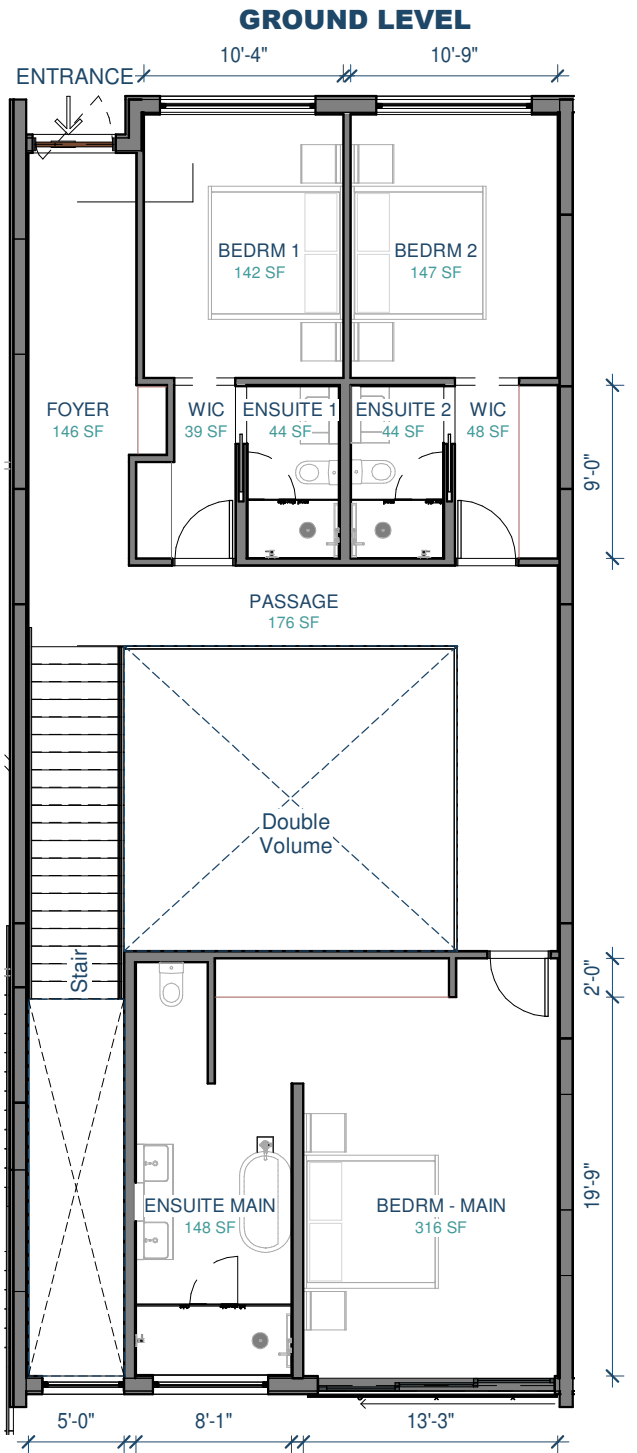 GROUND LEVEL
10'-4"
10'-9"
ENTRANCE
BEDRM 1
142 SF
BEDRM 2
147 SF
FOYER
146 SF
WIC
39 SF
ENSUITE 1
44 SF
ENSUITE 2
44 SF
WIC
48 SF
9'-0"
PASSAGE
176 SF
Double
Volume
Stair
2'-0"
19'-9"
ENSUITE MAIN
148 SF
BEDRM - MAIN
316 SF
5'-0"
8'-1"
13'-3"